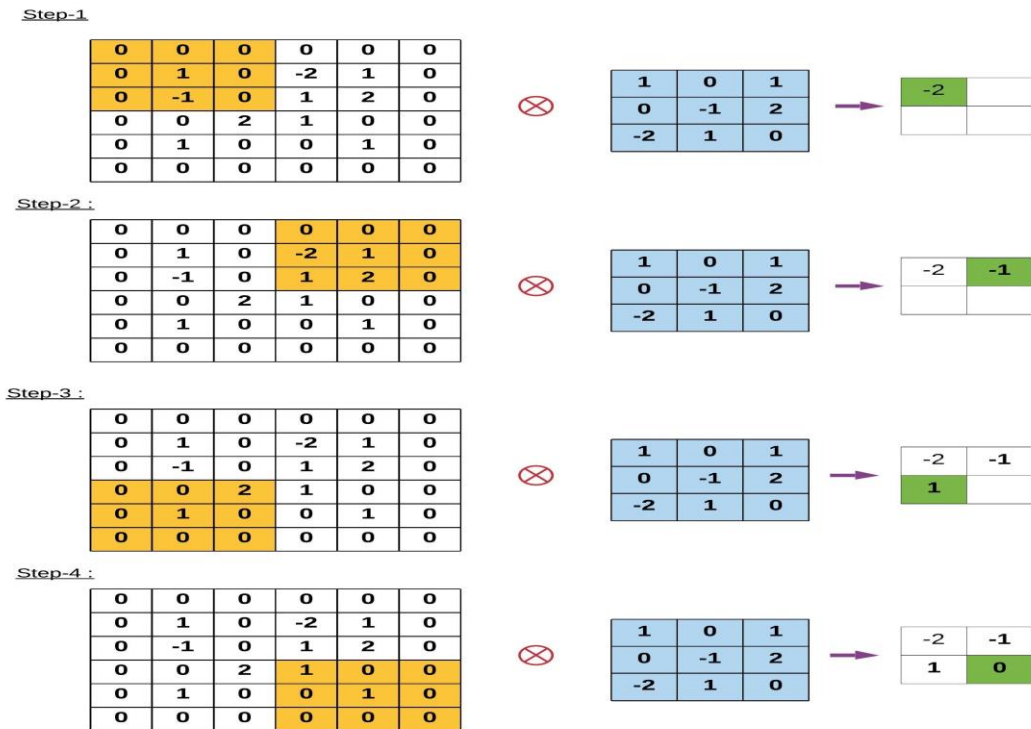 Step-1
0 0 0 0 0 0
0 1 0 -2 1 0
0 -1 0 1 2 0
0 0 2 1 0 0
0 1 0 0 1 0
0 0 0 0 0 0
1 0 1
0 -1 2
-2 1 0
-2
Step-2 :
0 0 0 0 0 0
0 1 0 -2 1 0
0 -1 0 1 2 0
0 0 2 1 0 0
0 1 0 0 1 0
0 0 0 0 0 0
1 0 1
0 -1 2
-2 1 0
-2 -1
Step-3 :
0 0 0 0 0 0
0 1 0 -2 1 0
0 -1 0 1 2 0
0 0 2 1 0 0
0 1 0 0 1 0
0 0 0 0 0 0
1 0 1
0 -1 2
-2 1 0
-2 -1
1
Step-4 :
0 0 0 0 0 0
0 1 0 -2 1 0
0 -1 0 1 2 0
0 0 2 1 0 0
0 1 0 0 1 0
0 0 0 0 0 0
1 0 1
0 -1 2
-2 1 0
-2 -1
1 0